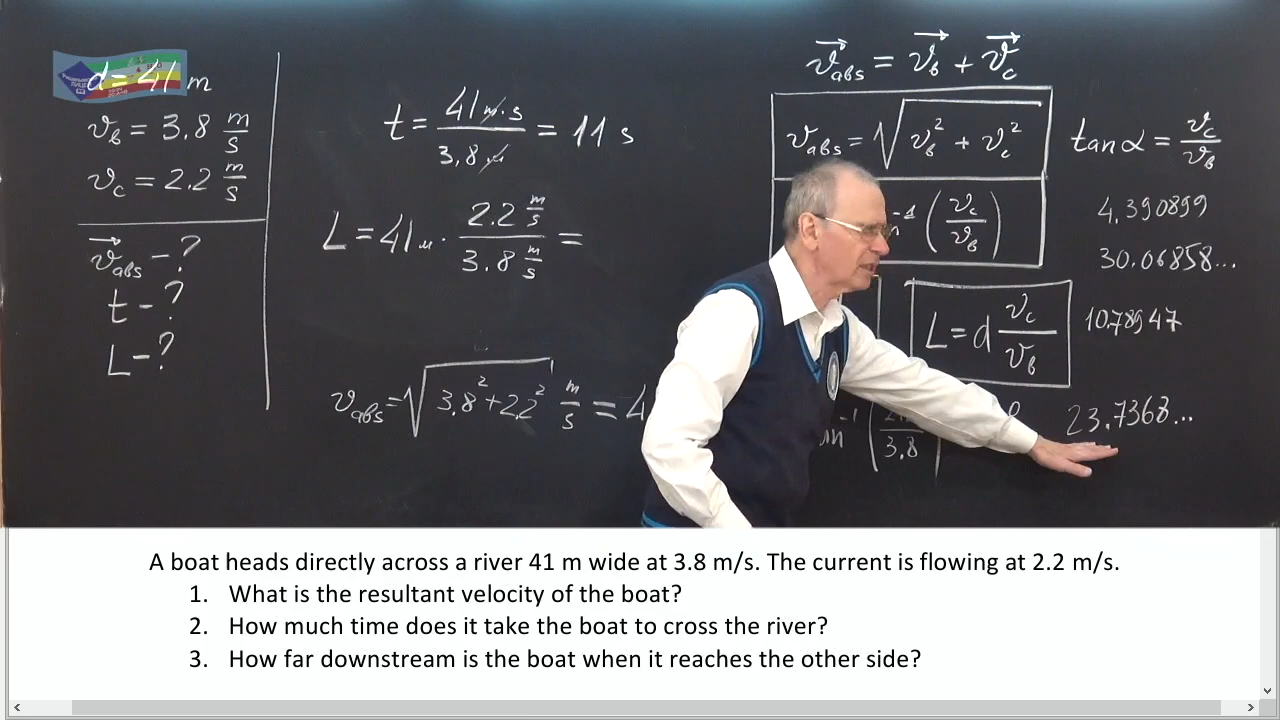 d = 41 m
v_b = 3.8 m/s
v_c = 2.2 m/s
v⃗_abs - ?
t - ?
L - ?
t = 41 m·s / 3,8 м = 11 s
L = 41 м · 2.2 m/s / 3.8 m/s =
v_abs = √(3.8² + 2.2²) m/s = 4
v⃗_abs = v⃗_b + v⃗_c
v_abs = √(v_b² + v_c²)
tan α = v_c / v_b
(v_c / v_b)
L = d v_c / v_b
4.390899
30.06858...
10.78947
23.7368...
3.8
A boat heads directly across a river 41 m wide at 3.8 m/s. The current is flowing at 2.2 m/s.
1. What is the resultant velocity of the boat?
2. How much time does it take the boat to cross the river?
3. How far downstream is the boat when it reaches the other side?